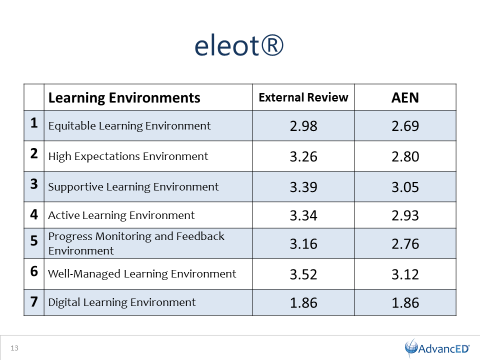 eleot®
Learning Environments External Review AEN
1 Equitable Learning Environment 2.98 2.69
2 High Expectations Environment 3.26 2.80
3 Supportive Learning Environment 3.39 3.05
4 Active Learning Environment 3.34 2.93
5 Progress Monitoring and Feedback
Environment 3.16 2.76
6 Well-Managed Learning Environment 3.52 3.12
7 Digital Learning Environment 1.86 1.86
13
AdvancED